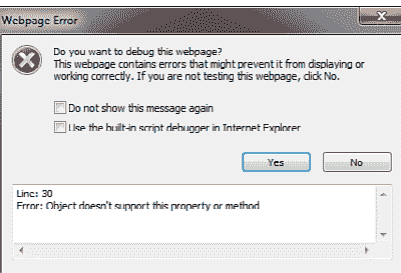 Webpage Error
Do you want to debug this webpage?
This webpage contains errors that might prevent it from displaying or
working correctly. If you are not testing this webpage, click No.
Do not show this message again
Use the built-in script debugger in Internet Explorer
Yes No
Line: 30
Error: Object doesn't support this property or method